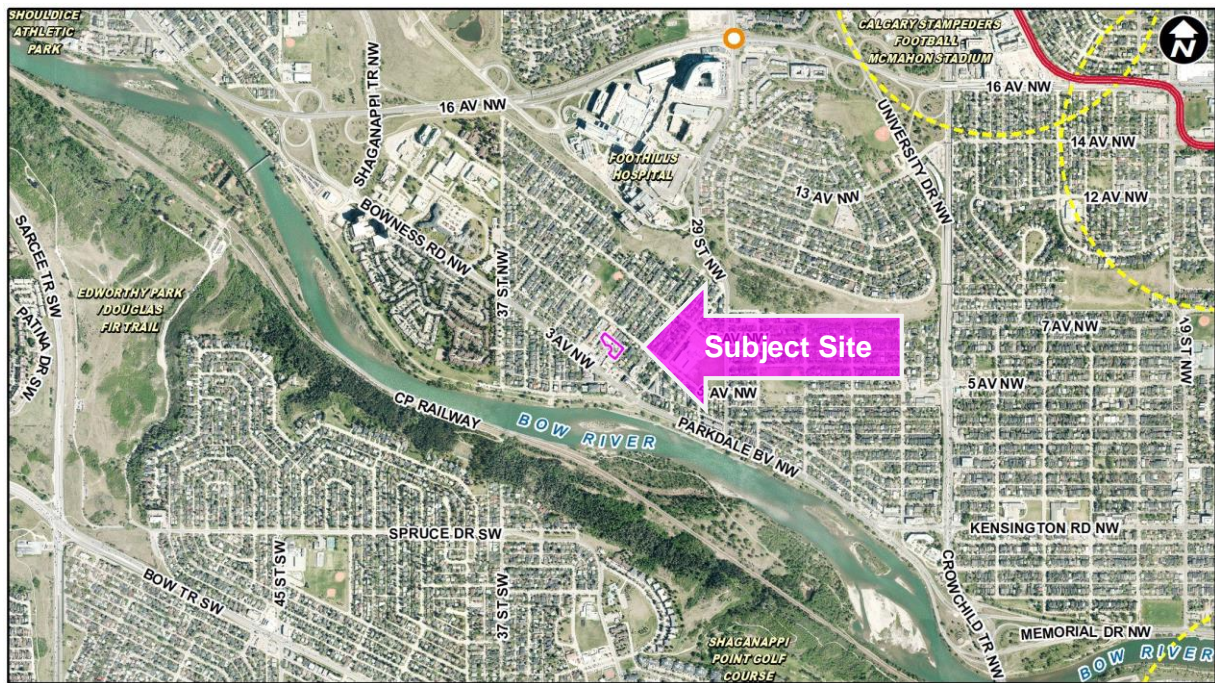 SHOULDICE
ATHLETIC
PARK
SHAGANAPPI TR NW
16 AV NW
CALGARY STAMPEDERS
FOOTBALL
MCMAHON STADIUM
N
16 AV NW
UNIVERSITY DR NW
14 AV NW
12 AV NW
FOOTHILLS
HOSPITAL
13 AV NW
29 ST NW
BOWNESS RD NW
37 ST NW
SARCEE TR SW
PATINA DR SW
EDWORTHY PARK
/DOUGLAS
FIR TRAIL
3 AV NW
Subject Site
7 AV NW
19 ST NW
5 AV NW
AV NW
CP RAILWAY
BOW RIVER
PARKDALE BV NW
SPRUCE DR SW
KENSINGTON RD NW
BOW TR SW
45 ST SW
37 ST SW
CROWCHILD TR NW
MEMORIAL DR NW
SHAGANAPPI
POINT GOLF
COURSE
BOW RIVER